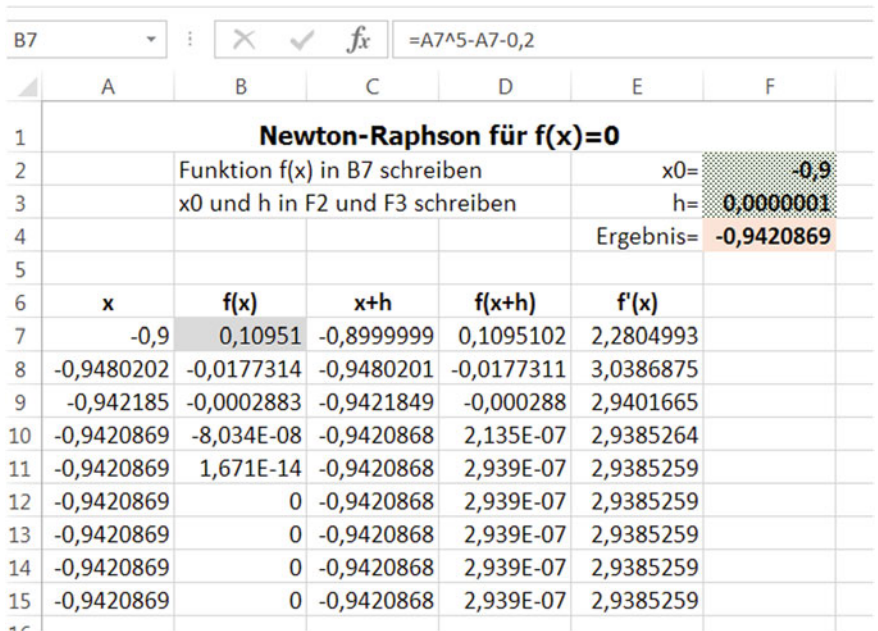 B7 =A7^5-A7-0,2
A B C D E F
1 Newton-Raphson für f(x)=0
2 Funktion f(x) in B7 schreiben x0= -0,9
3 x0 und h in F2 und F3 schreiben h= 0,0000001
4 Ergebnis= -0,9420869
5
6 x f(x) x+h f(x+h) f'(x)
7 -0,9 0,10951 -0,8999999 0,1095102 2,2804993
8 -0,9480202 -0,0177314 -0,9480201 -0,0177311 3,0386875
9 -0,942185 -0,0002883 -0,9421849 -0,000288 2,9401665
10 -0,9420869 -8,034E-08 -0,9420868 2,135E-07 2,9385264
11 -0,9420869 1,671E-14 -0,9420868 2,939E-07 2,9385259
12 -0,9420869 0 -0,9420868 2,939E-07 2,9385259
13 -0,9420869 0 -0,9420868 2,939E-07 2,9385259
14 -0,9420869 0 -0,9420868 2,939E-07 2,9385259
15 -0,9420869 0 -0,9420868 2,939E-07 2,9385259